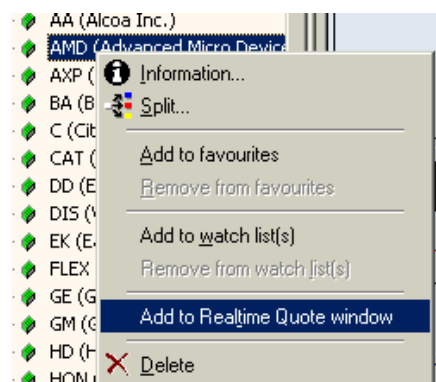 AA (Alcoa Inc.)
AMD (Advanced Micro Device
AXP (
Information...
BA (B
Split...
C (Cit
CAT (
Add to favourites
DD (E
Remove from favourites
DIS (
EK (E
Add to watch list(s)
FLEX
Remove from watch list(s)
GE (G
GM (G
Add to Realtime Quote window
HD (H
Delete
HON